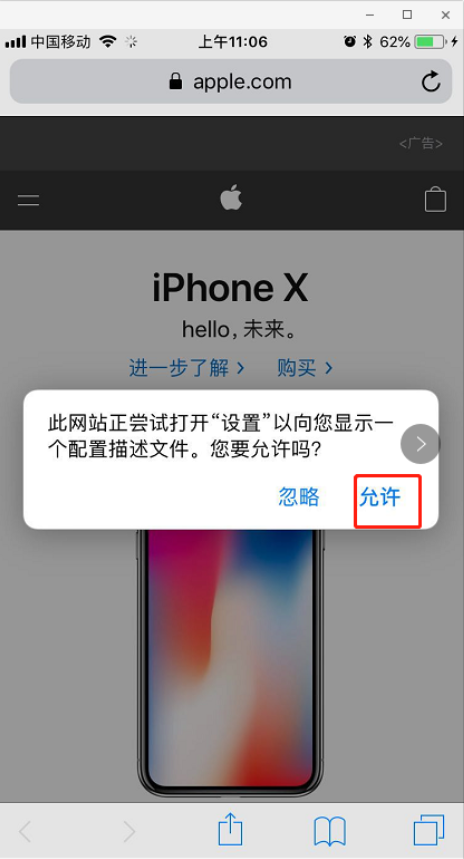 中国移动 上午11:06 62%
apple.com
<广告>
iPhone X
hello，未来。
进一步了解 > 购买 >
此网站正尝试打开“设置”以向您显示一
个配置描述文件。您要允许吗?
忽略 允许